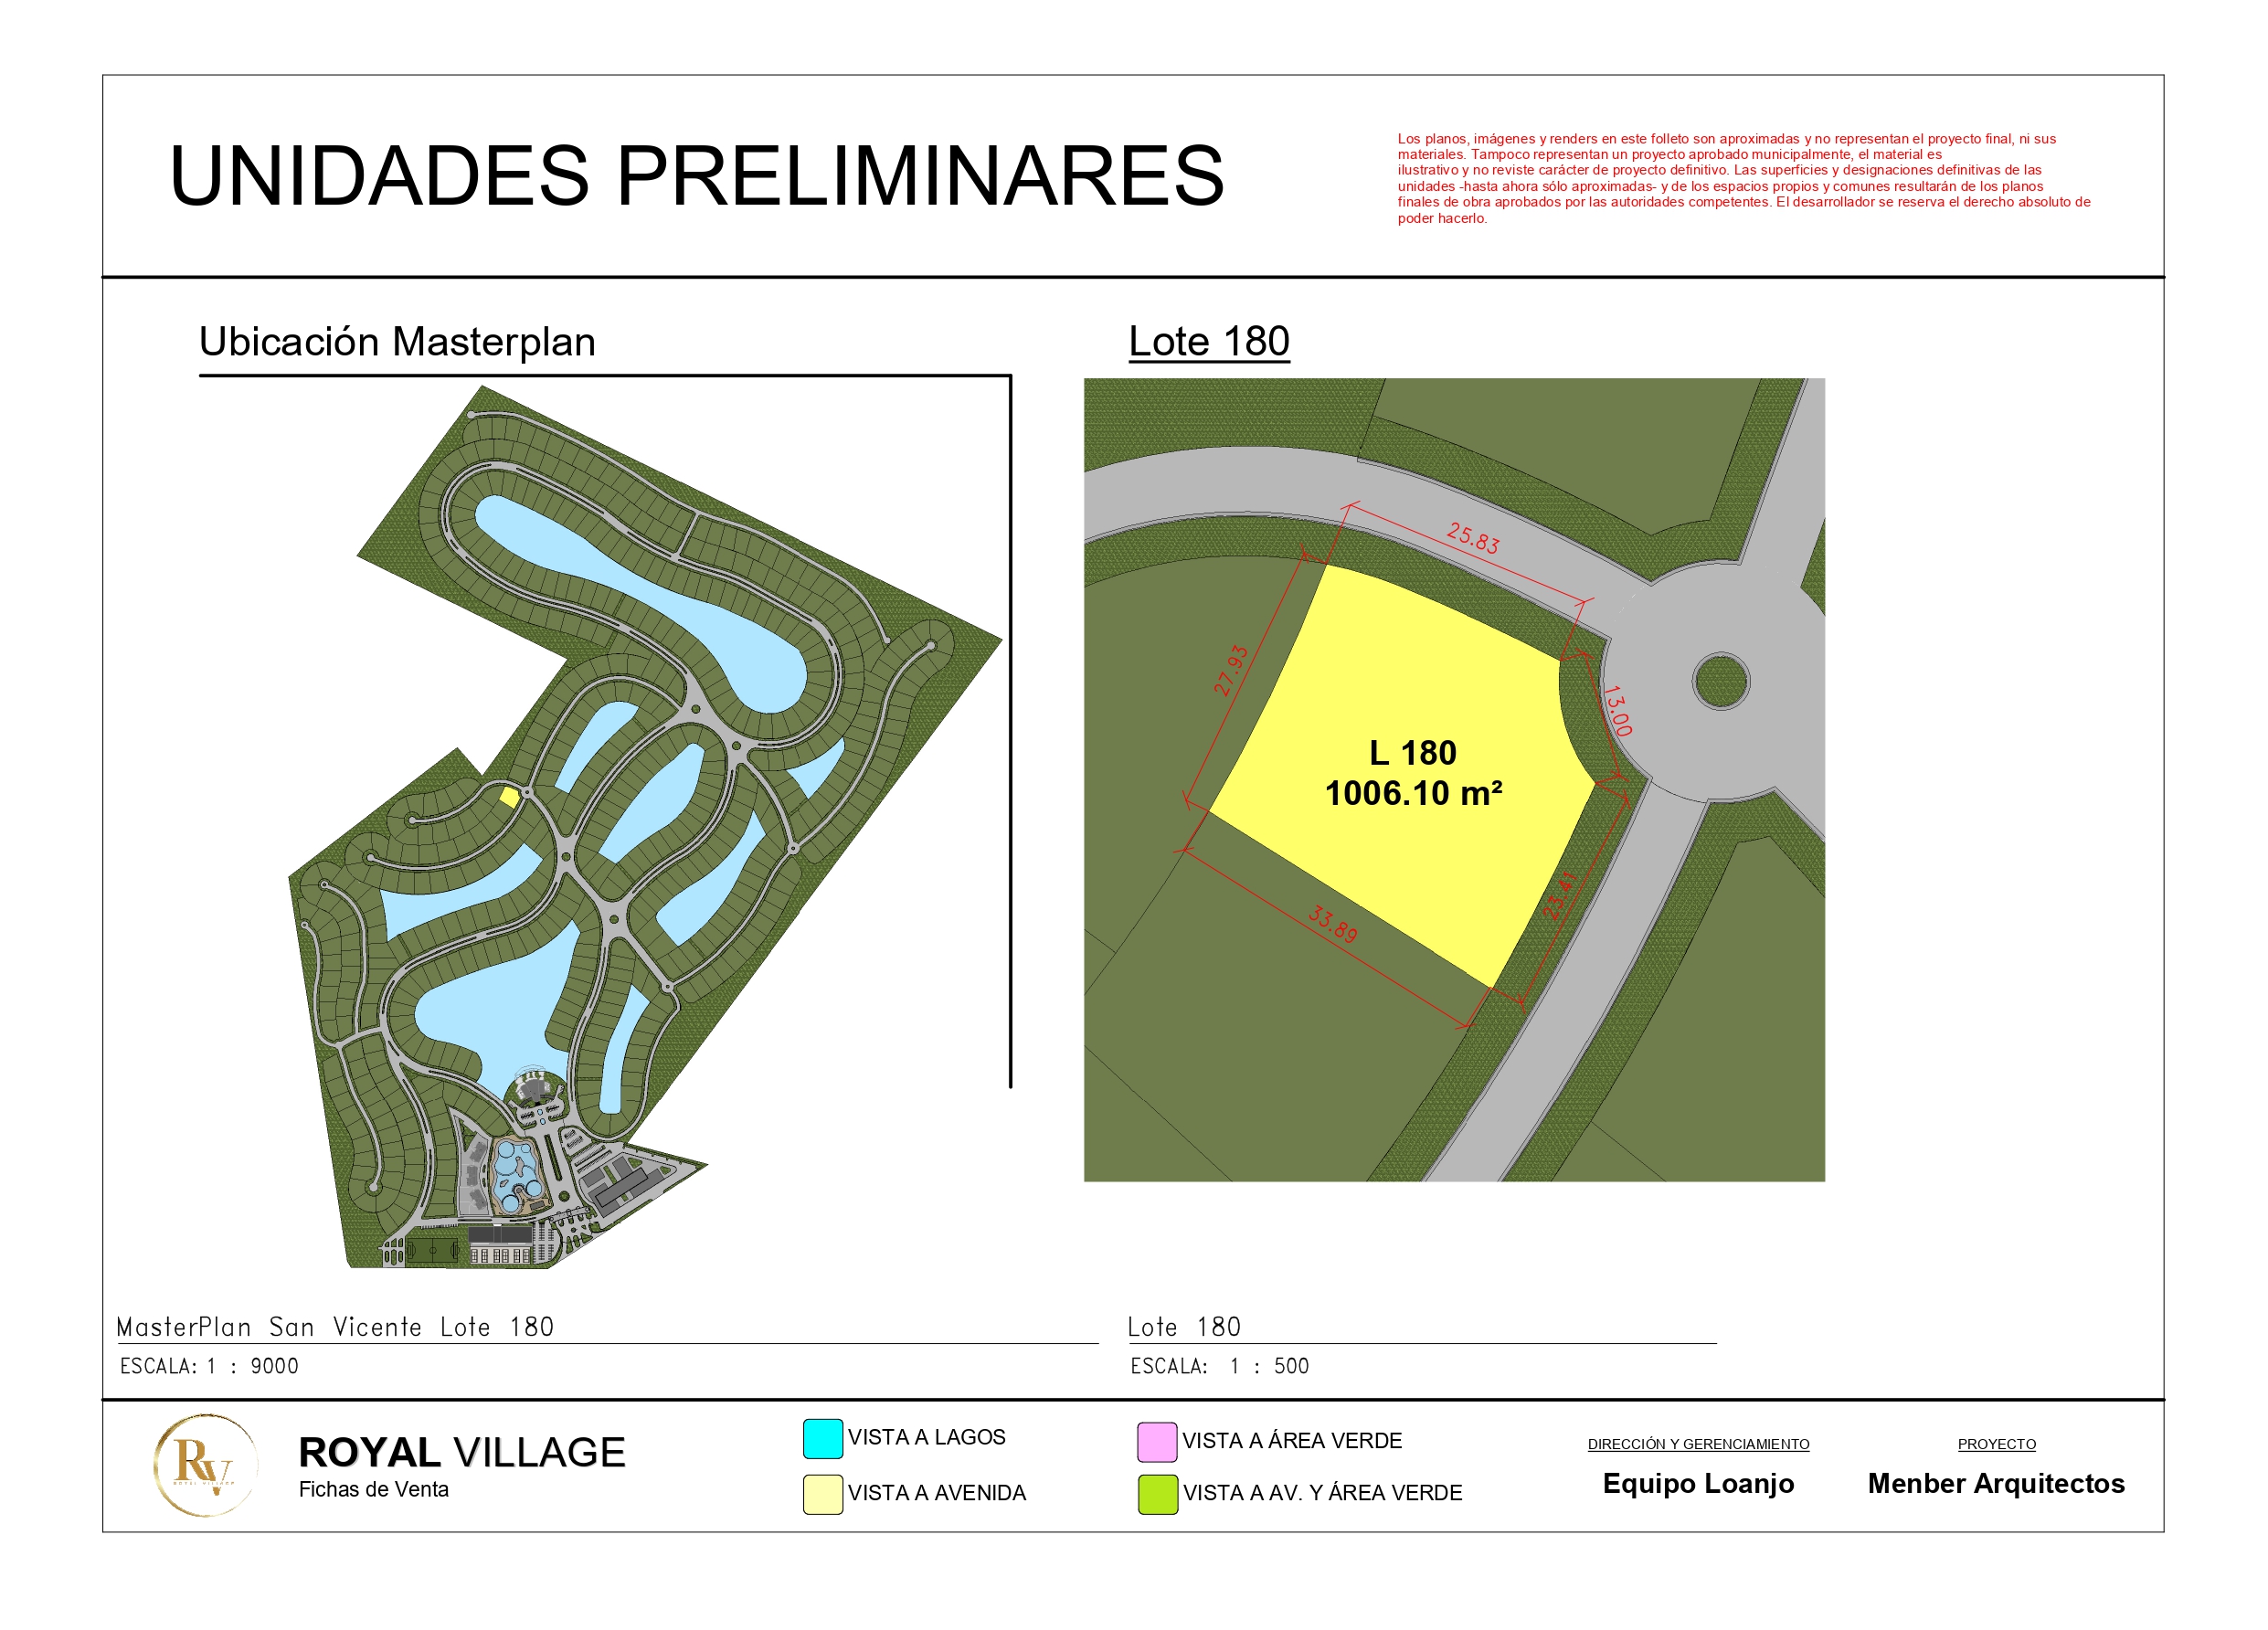 UNIDADES PRELIMINARES
Los planos, imágenes y renders en este folleto son aproximadas y no representan el proyecto final, ni sus
materiales. Tampoco representan un proyecto aprobado municipalmente, el material es
ilustrativo y no reviste carácter de proyecto definitivo. Las superficies y designaciones definitivas de las
unidades -hasta ahora sólo aproximadas- y de los espacios propios y comunes resultarán de los planos
finales de obra aprobados por las autoridades competentes. El desarrollador se reserva el derecho absoluto de
poder hacerlo.
Ubicación Masterplan
Lote 180
25.83
27.93
13.00
L 180
1006.10 m²
23.41
33.89
MasterPlan San Vicente Lote 180
ESCALA: 1 : 9000
Lote 180
ESCALA: 1 : 500
RV
ROYAL VILLAGE
ROYAL VILLAGE
Fichas de Venta
VISTA A LAGOS
VISTA A AVENIDA
VISTA A ÁREA VERDE
VISTA A AV. Y ÁREA VERDE
DIRECCIÓN Y GERENCIAMIENTO
Equipo Loanjo
PROYECTO
Menber Arquitectos